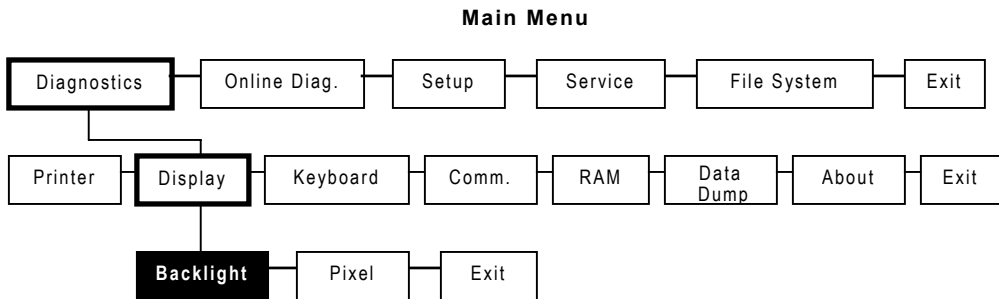 Main Menu
Diagnostics Online Diag. Setup Service File System Exit
Printer Display Keyboard Comm. RAM Data Dump About Exit
Backlight Pixel Exit